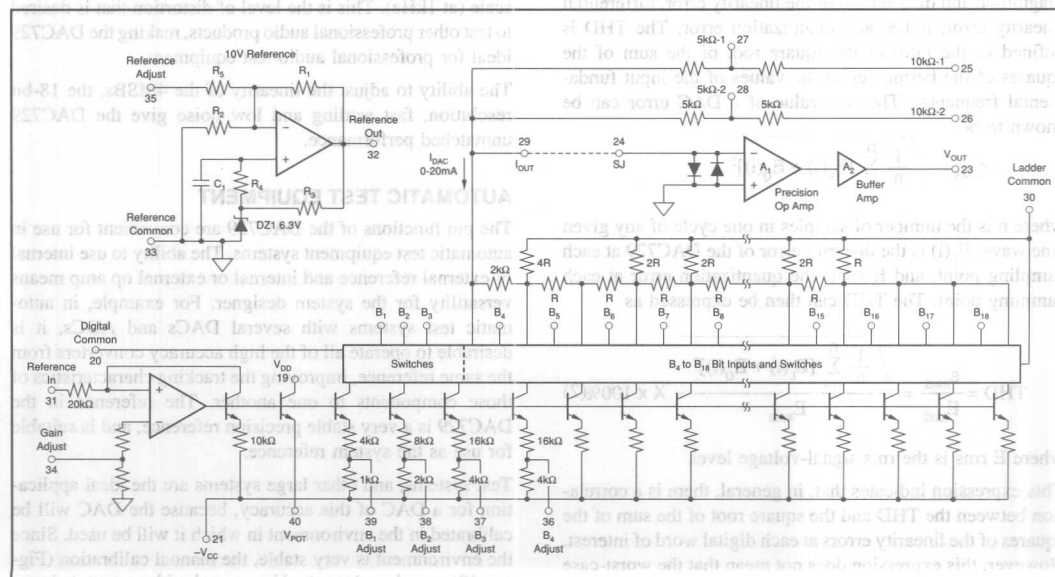 10V Reference
Reference
Adjust
35
R5
R1
R2
Reference
Out
32
C1
R4
R3
DZ1 6.3V
Reference
Common
33
5kΩ-1
27
10kΩ-1
25
5kΩ-2
28
5kΩ
5kΩ
10kΩ-2
26
IDAC
0-20mA
29
IOUT
24
SJ
A1
Precision
Op Amp
A2
Buffer
Amp
VOUT
23
Ladder
Common
30
4R
2R
2R
2R
R
2kΩ
R
R
R
R
R
B1
B2
B3
B4
B5
B6
B7
B8
B15
B16
B17
B18
Switches
B4 to B18 Bit Inputs and Switches
Digital
Common
20
Reference
In
31
20kΩ
VDD
19
Gain
Adjust
34
10kΩ
4kΩ
8kΩ
16kΩ
16kΩ
1kΩ
2kΩ
4kΩ
4kΩ
21
–VCC
40
VPOT
39
B1
Adjust
38
B2
Adjust
37
B3
Adjust
36
B4
Adjust